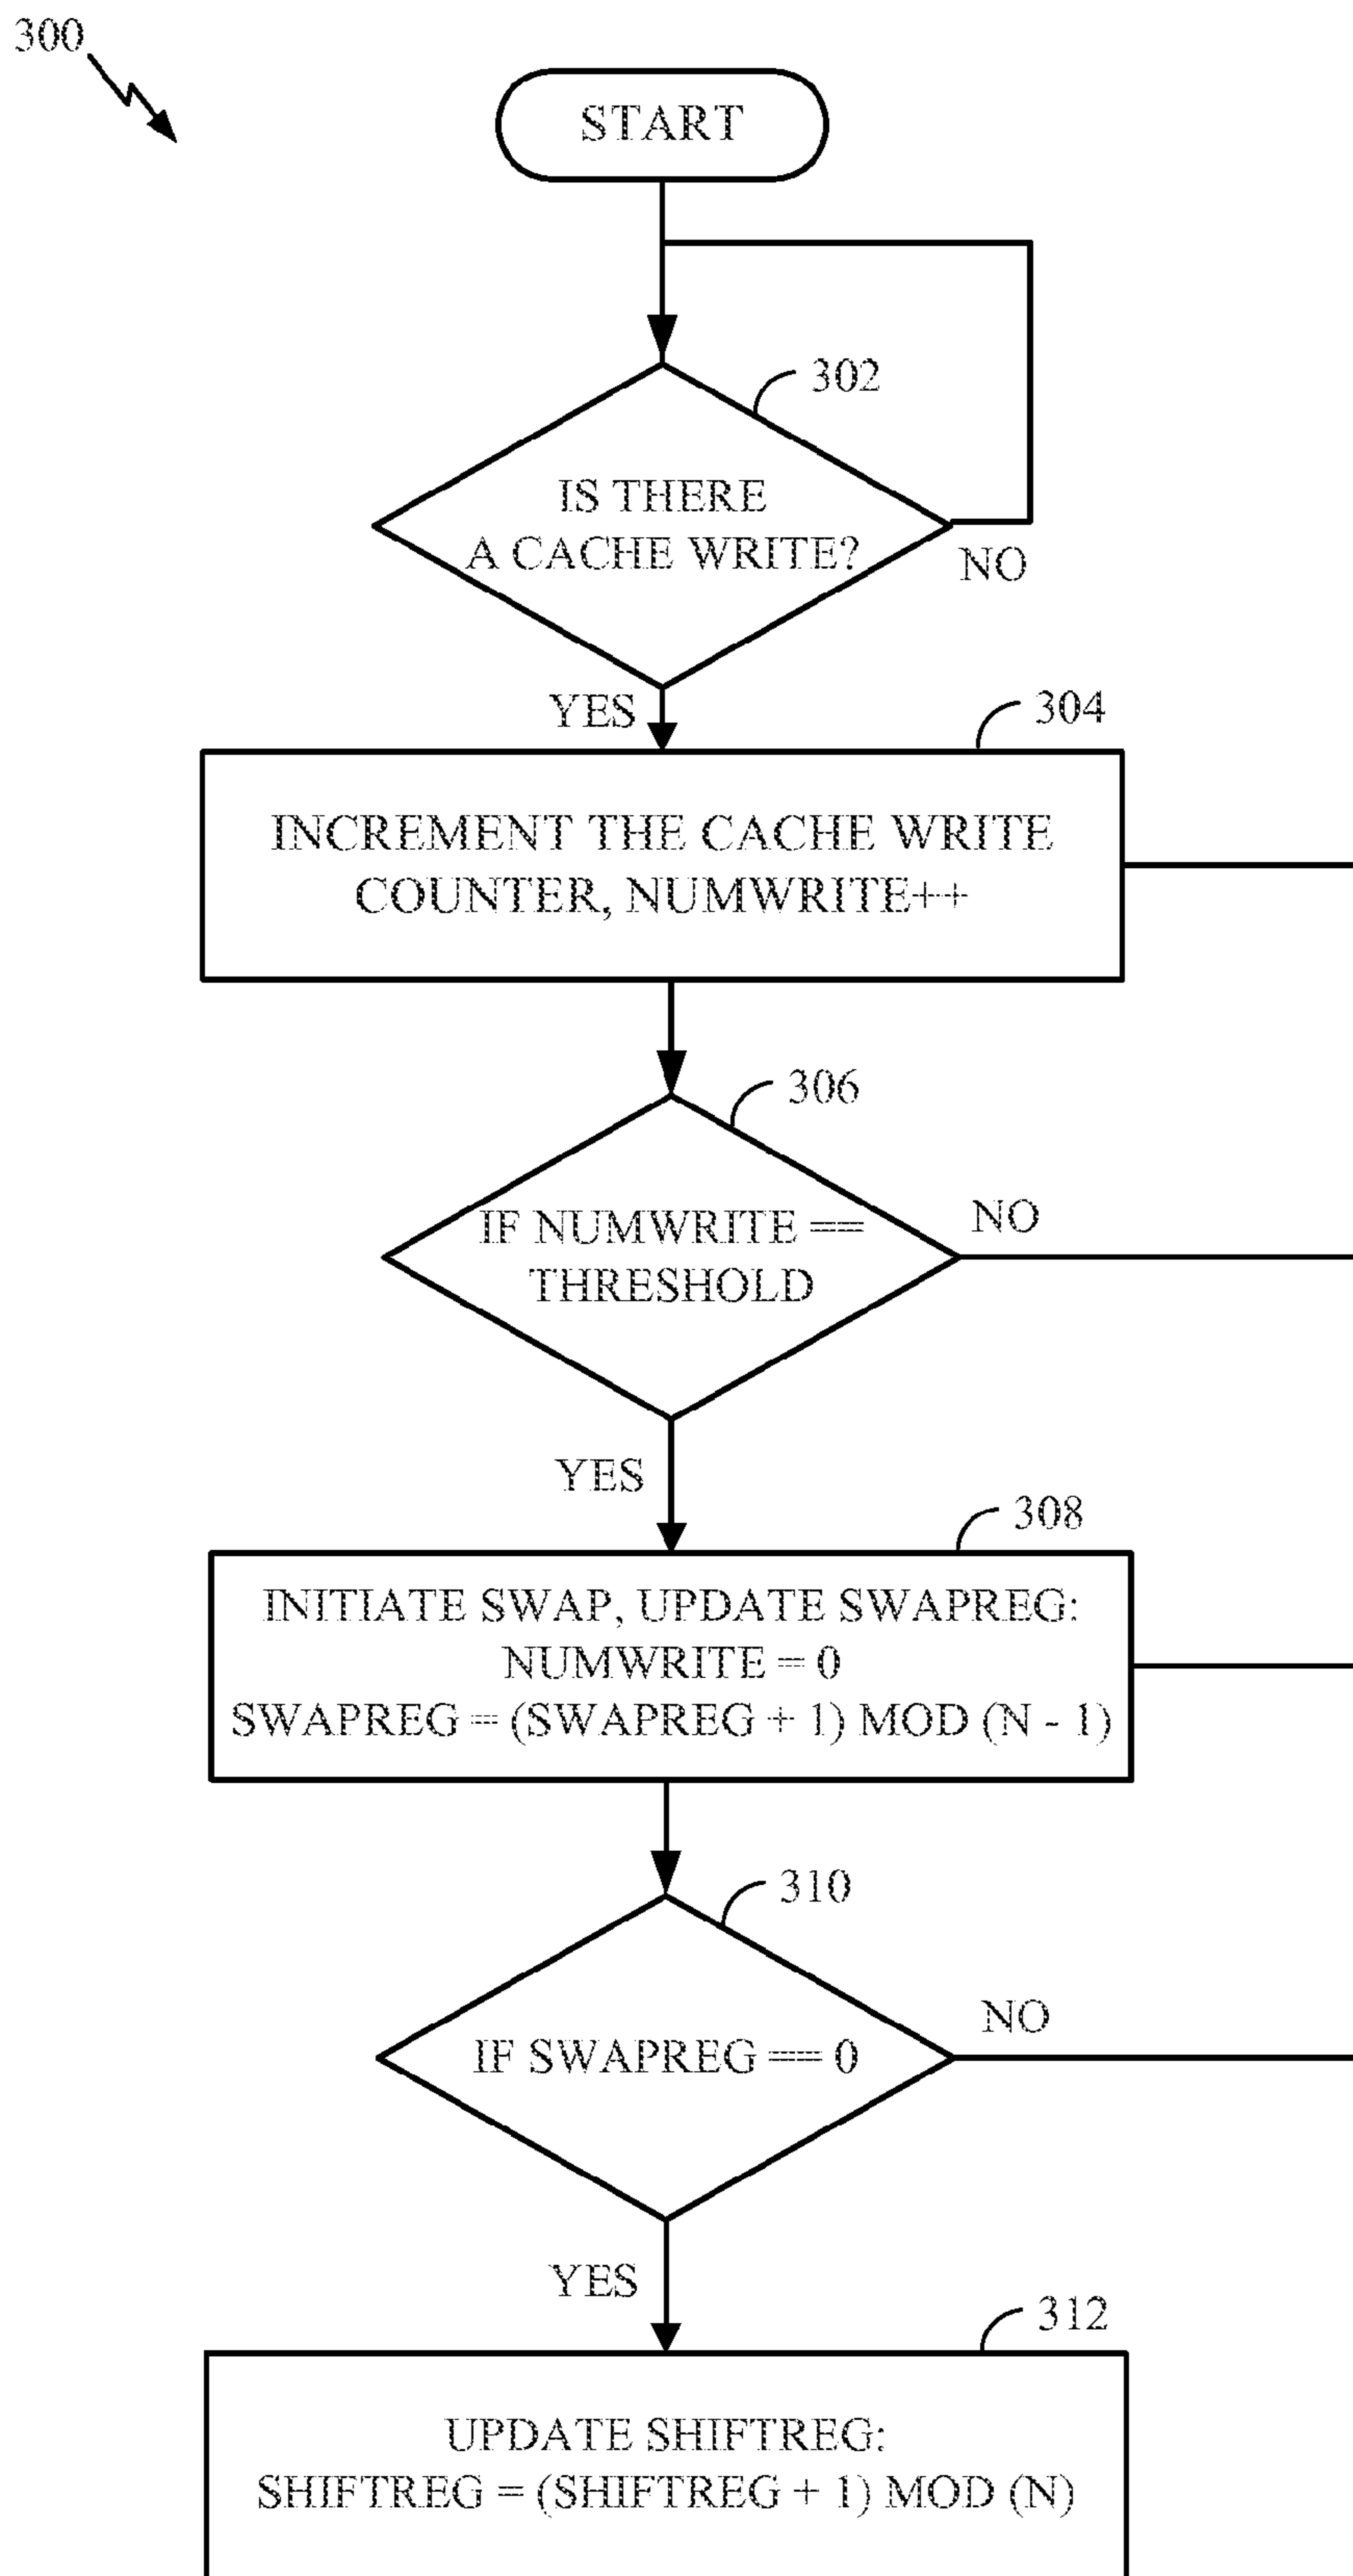 300
START
302
IS THERE
A CACHE WRITE?
NO
YES
304
INCREMENT THE CACHE WRITE
COUNTER, NUMWRITE++
306
IF NUMWRITE ==
THRESHOLD
NO
YES
308
INITIATE SWAP, UPDATE SWAPREG:
NUMWRITE = 0
SWAPREG = (SWAPREG + 1) MOD (N - 1)
310
IF SWAPREG == 0
NO
YES
312
UPDATE SHIFTREG:
SHIFTREG = (SHIFTREG + 1) MOD (N)